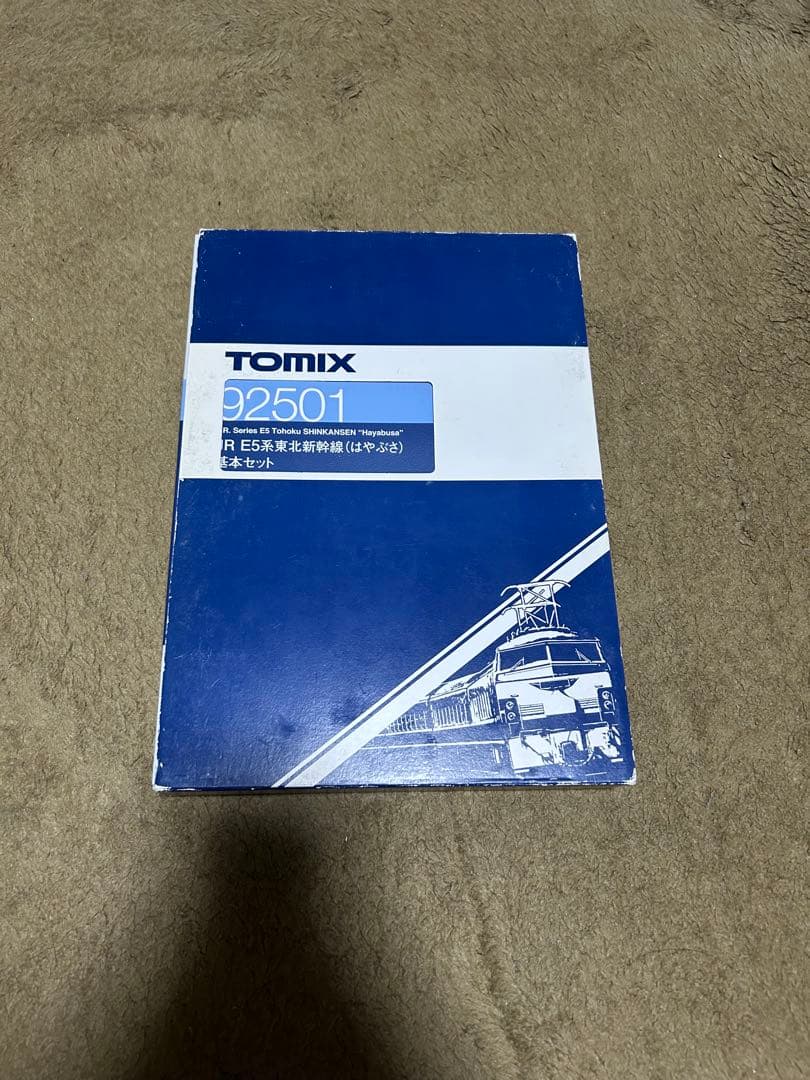 TOMIX
92501
R. Series E5 Tohoku SHINKANSEN “Hayabusa”
JR E5系東北新幹線(はやぶさ)
基本セット